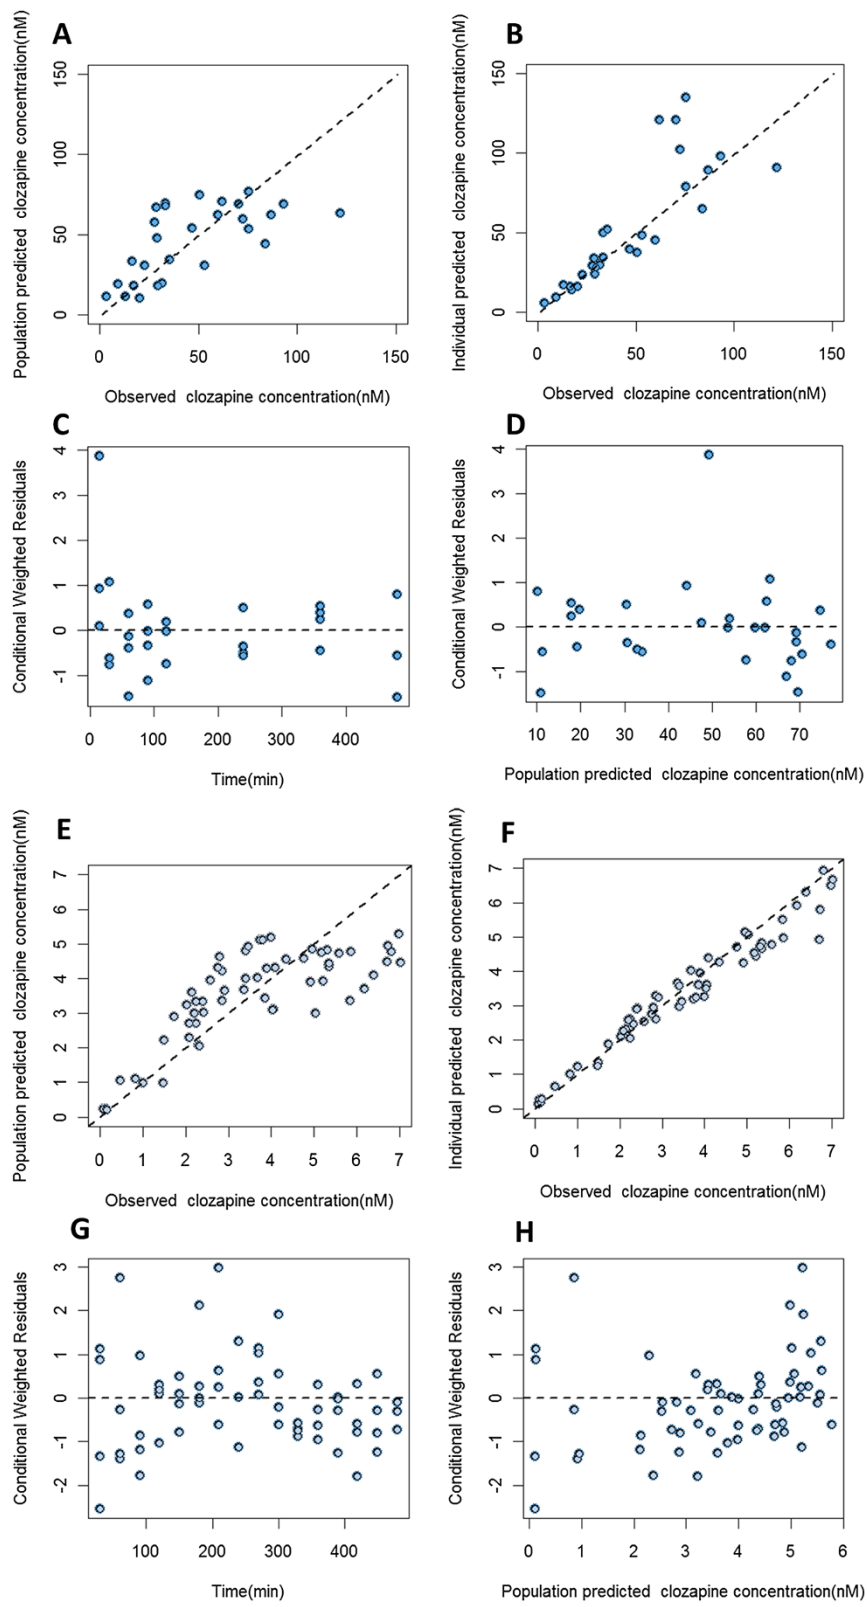 A
Population predicted  clozapine concentration(nM)
0 50 100 150
0 50 100 150
Observed  clozapine concentration(nM)
B
Individual predicted  clozapine concentration(nM)
0 50 100 150
0 50 100 150
Observed  clozapine concentration(nM)
C
Conditional Weighted Residuals
-1 0 1 2 3 4
0 100 200 300 400
Time(min)
D
Conditional Weighted Residuals
-1 0 1 2 3 4
10 20 30 40 50 60 70
Population predicted  clozapine concentration(nM)
E
Population predicted  clozapine concentration(nM)
0 1 2 3 4 5 6 7
0 1 2 3 4 5 6 7
Observed  clozapine concentration(nM)
F
Individual predicted  clozapine concentration(nM)
0 1 2 3 4 5 6 7
0 1 2 3 4 5 6 7
Observed  clozapine concentration(nM)
G
Conditional Weighted Residuals
-2 -1 0 1 2 3
100 200 300 400
Time(min)
H
Conditional Weighted Residuals
-2 -1 0 1 2 3
0 1 2 3 4 5 6
Population predicted  clozapine concentration(nM)